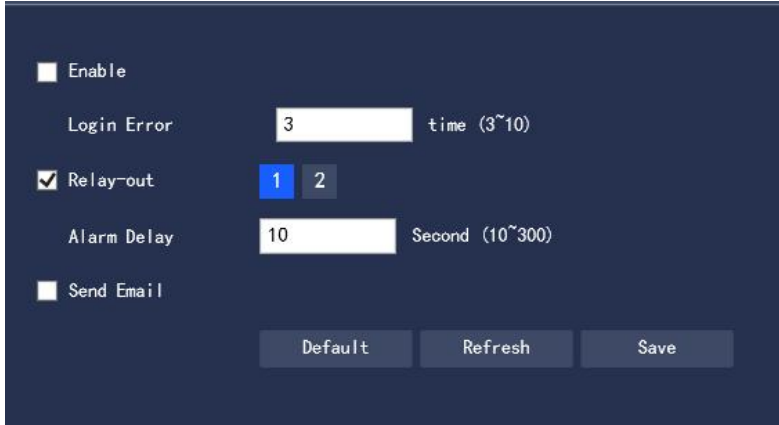 Enable
Login Error 3 time (3~10)
Relay-out 1 2
Alarm Delay 10 Second (10~300)
Send Email
Default Refresh Save